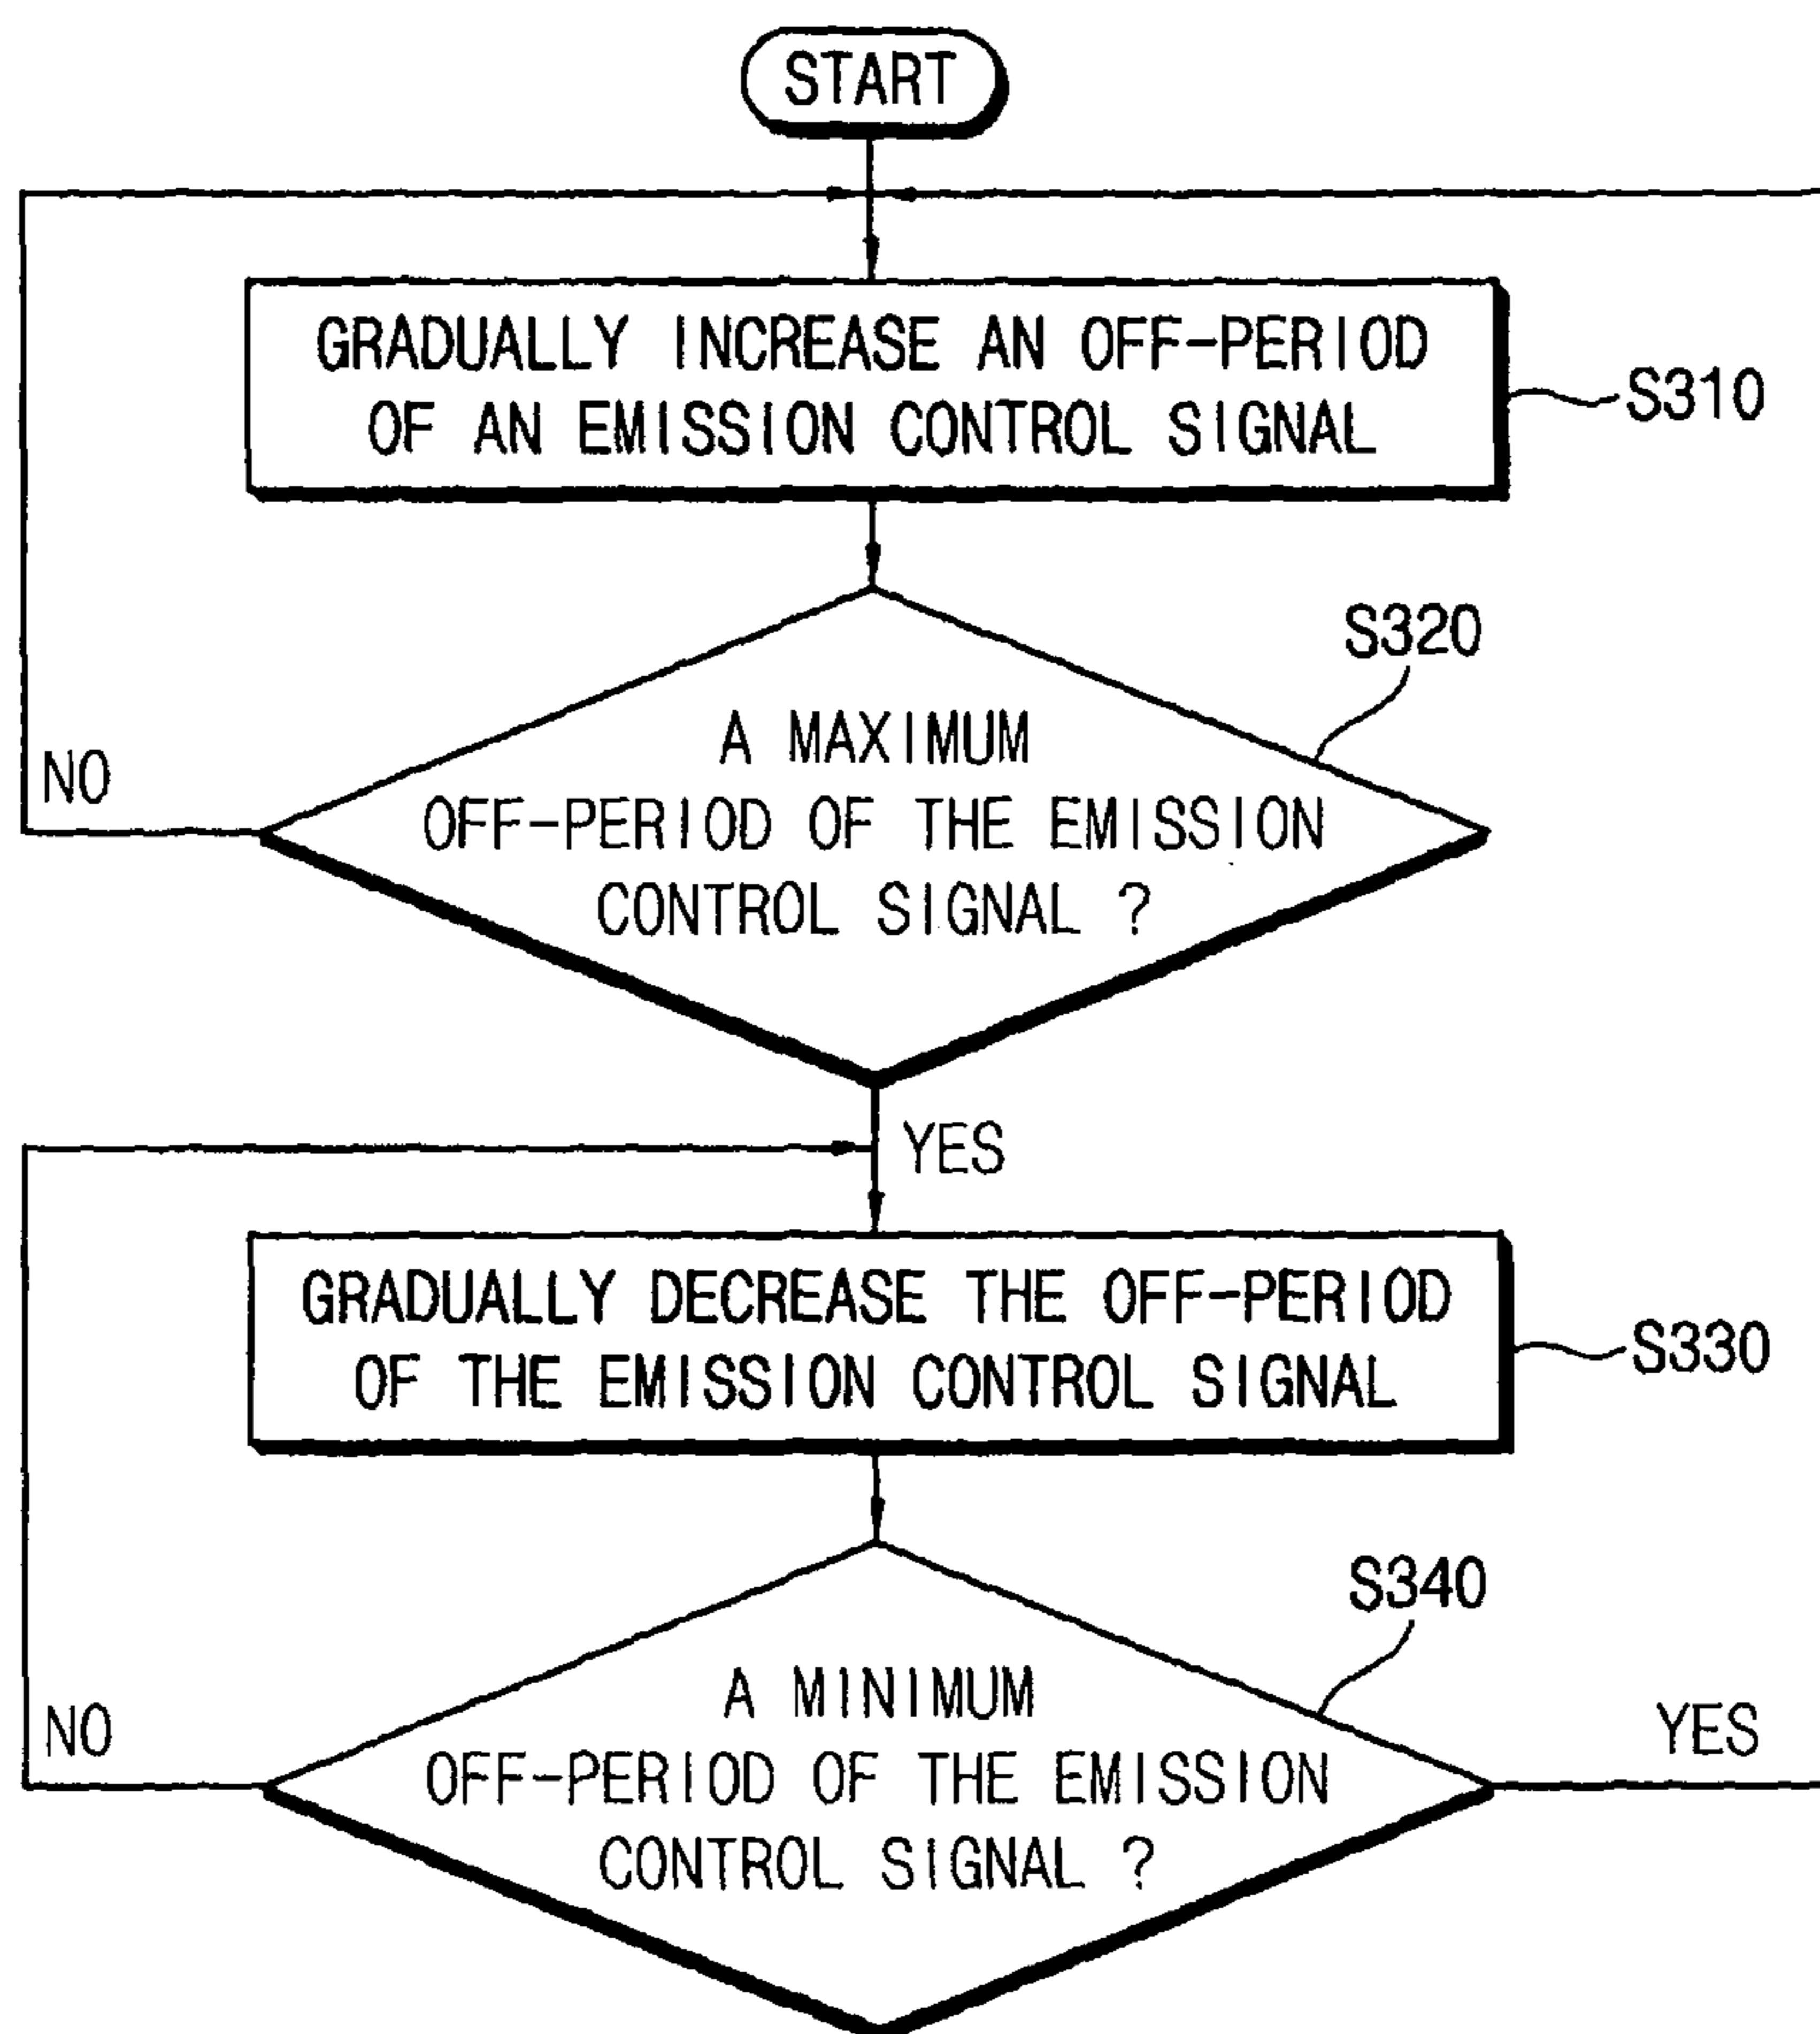 START
GRADUALLY INCREASE AN OFF-PERIOD
OF AN EMISSION CONTROL SIGNAL
S310
S320
A MAXIMUM
OFF-PERIOD OF THE EMISSION
CONTROL SIGNAL ?
NO
YES
GRADUALLY DECREASE THE OFF-PERIOD
OF THE EMISSION CONTROL SIGNAL
S330
S340
A MINIMUM
OFF-PERIOD OF THE EMISSION
CONTROL SIGNAL ?
NO
YES